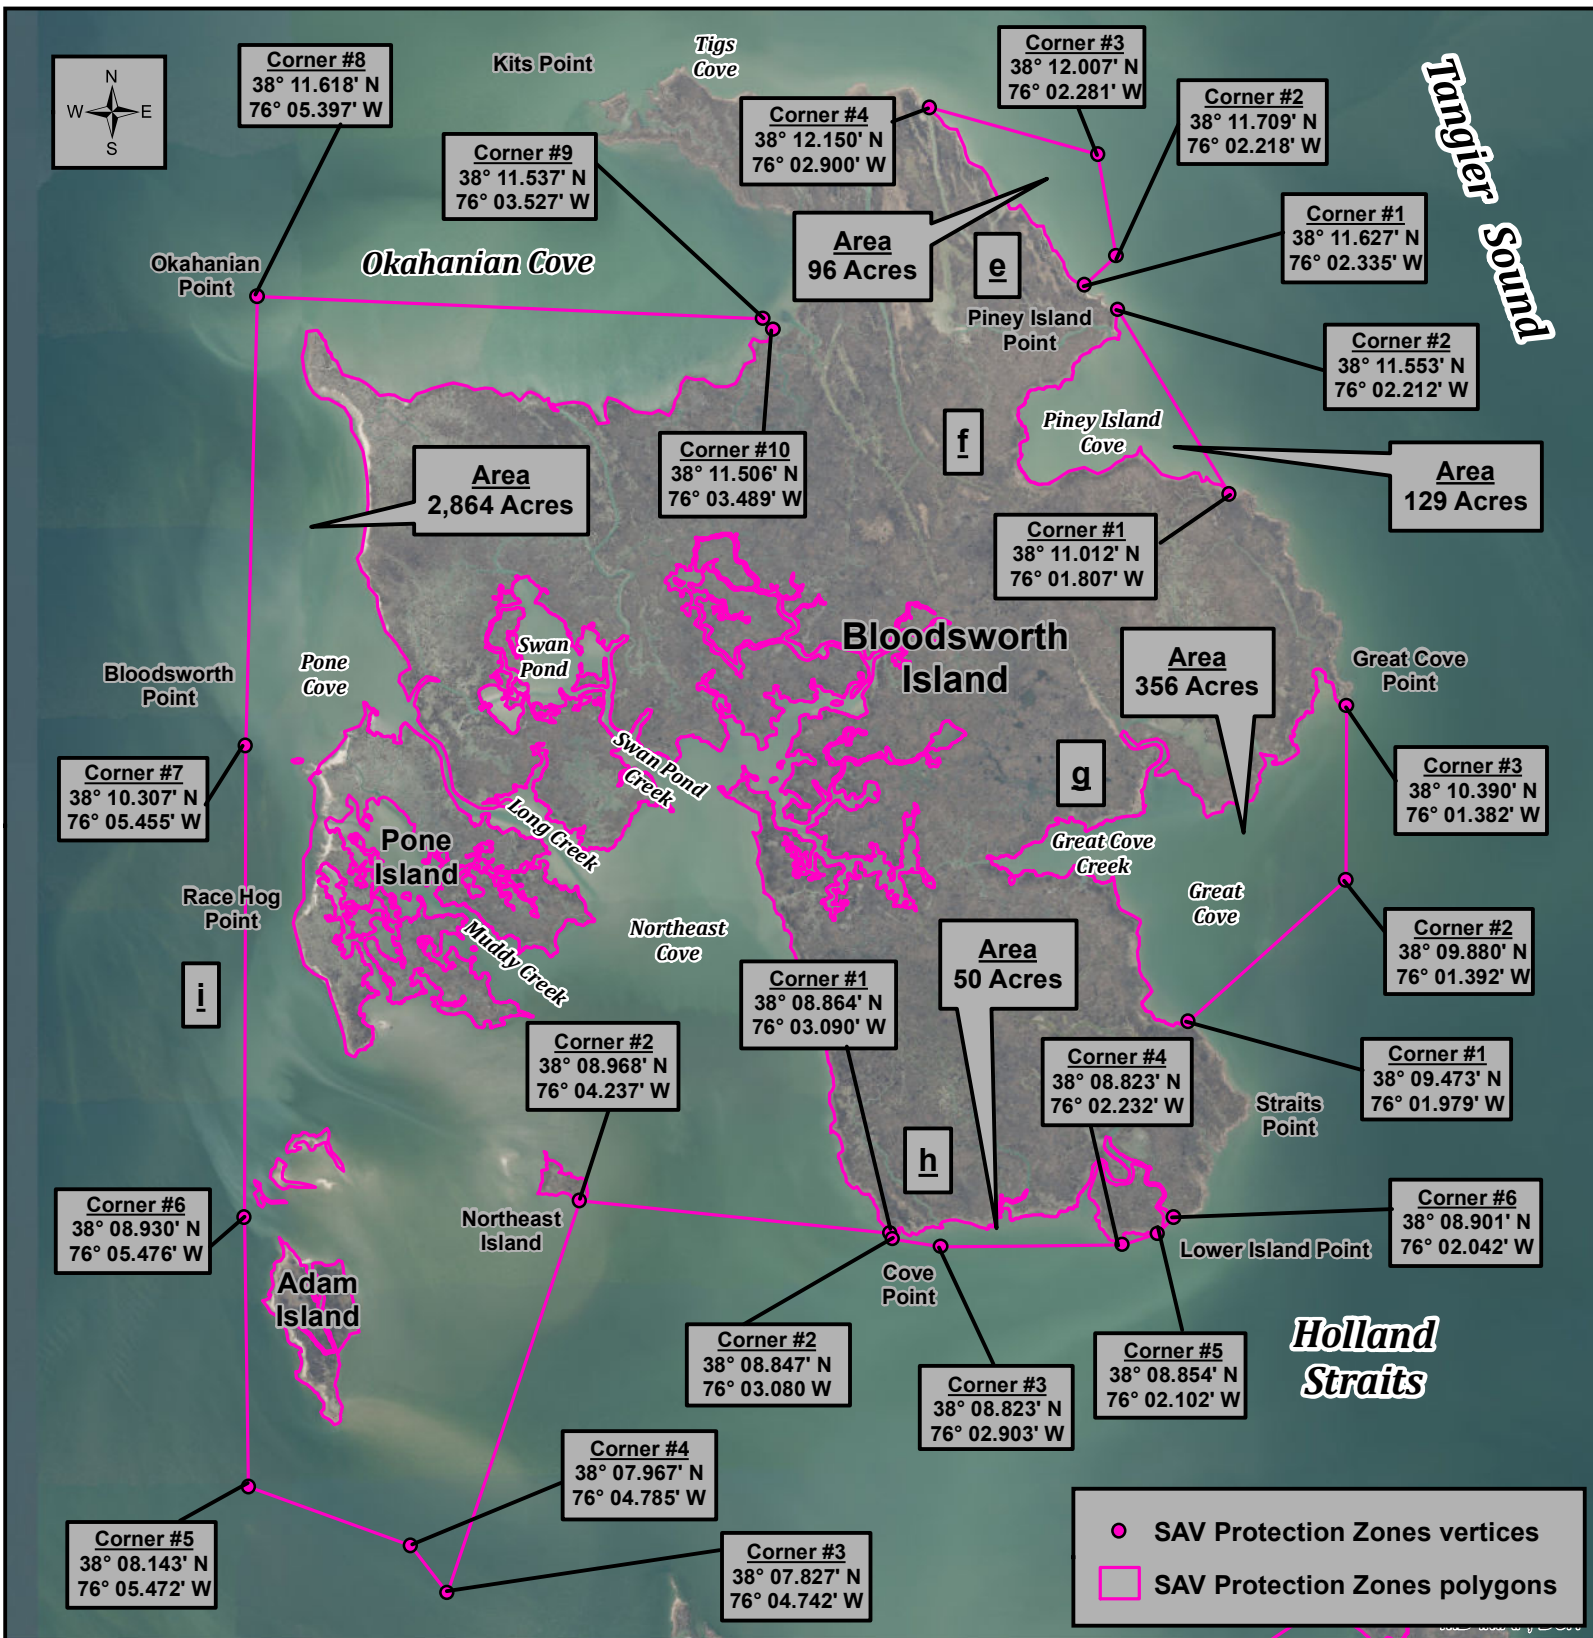 N
W E
S
Corner #8
38° 11.618' N
76° 05.397' W
Kits Point
Tigs
Cove
Corner #3
38° 12.007' N
76° 02.281' W
Corner #2
38° 11.709' N
76° 02.218' W
Corner #4
38° 12.150' N
76° 02.900' W
Corner #9
38° 11.537' N
76° 03.527' W
Tangier Sound
Corner #1
38° 11.627' N
76° 02.335' W
Area
96 Acres
e
Okahanian
Point
Okahanian Cove
Piney Island
Point
Corner #2
38° 11.553' N
76° 02.212' W
Piney Island
Cove
f
Corner #10
38° 11.506' N
76° 03.489' W
Area
2,864 Acres
Area
129 Acres
Corner #1
38° 11.012' N
76° 01.807' W
Swan
Pond
Bloodsworth
Island
Area
356 Acres
Great Cove
Point
Pone
Cove
Bloodsworth
Point
Swan Pond
Creek
g
Corner #3
38° 10.390' N
76° 01.382' W
Corner #7
38° 10.307' N
76° 05.455' W
Long Creek
Pone
Island
Great Cove
Creek
Great
Cove
Race Hog
Point
Muddy Creek
Northeast
Cove
Corner #2
38° 09.880' N
76° 01.392' W
i
Corner #1
38° 08.864' N
76° 03.090' W
Area
50 Acres
Corner #2
38° 08.968' N
76° 04.237' W
Corner #4
38° 08.823' N
76° 02.232' W
Corner #1
38° 09.473' N
76° 01.979' W
Straits
Point
h
Corner #6
38° 08.930' N
76° 05.476' W
Northeast
Island
Corner #6
38° 08.901' N
76° 02.042' W
Lower Island Point
Cove
Point
Adam
Island
Corner #2
38° 08.847' N
76° 03.080 W
Corner #3
38° 08.823' N
76° 02.903' W
Corner #5
38° 08.854' N
76° 02.102' W
Holland
Straits
Corner #4
38° 07.967' N
76° 04.785' W
Corner #5
38° 08.143' N
76° 05.472' W
Corner #3
38° 07.827' N
76° 04.742' W
SAV Protection Zones vertices
SAV Protection Zones polygons